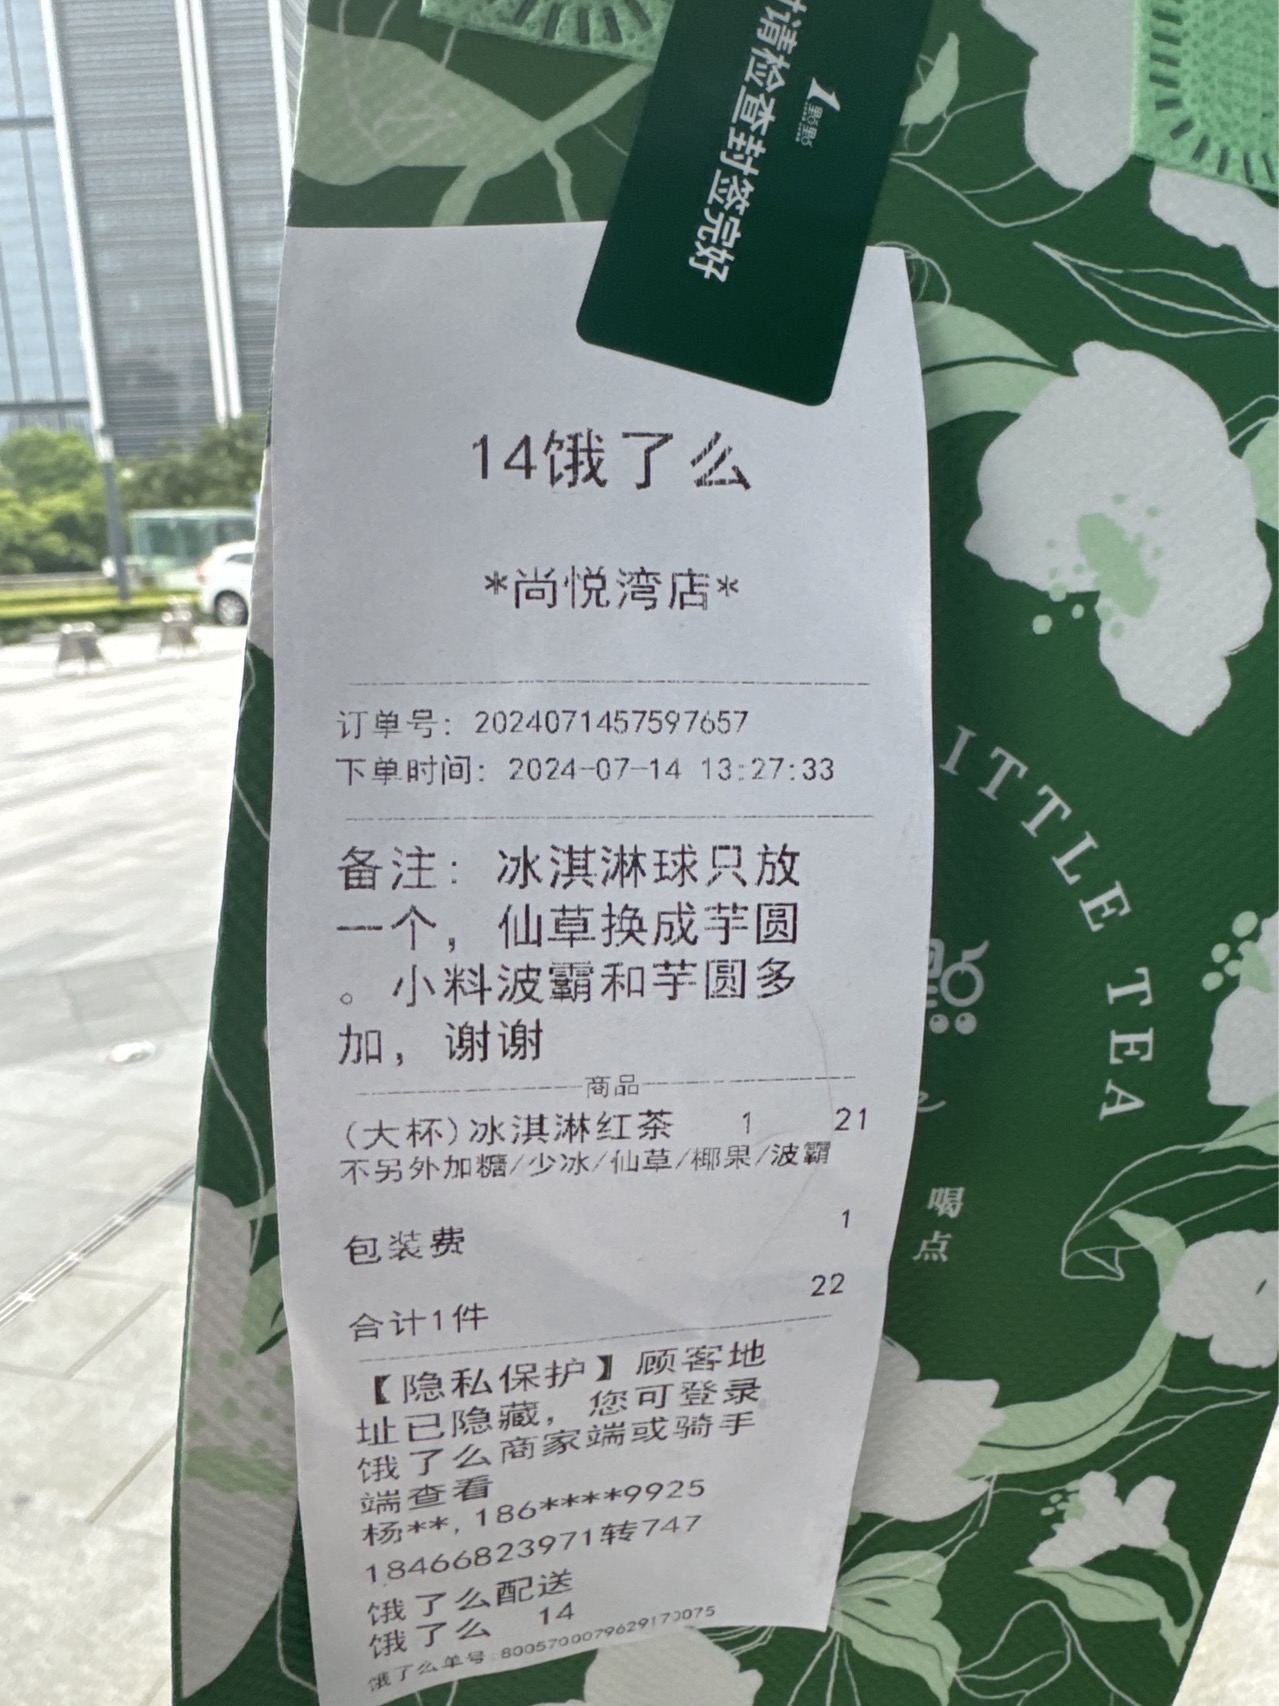 请检查封签完好
1點點
14饿了么
*尚悦湾店*
订单号: 2024071457597657
下单时间: 2024-07-14 13:27:33
备注: 冰淇淋球只放
一个, 仙草换成芋圆
。小料波霸和芋圆多
加, 谢谢
商品
(大杯)冰淇淋红茶 1 21
不另外加糖/少冰/仙草/椰果/波霸
包装费 1
合计1件 22
【隐私保护】顾客地
址已隐藏, 您可登录
饿了么商家端或骑手
端查看
杨**, 186****9925
18466823971转747
饿了么配送
饿了么 14
饿了么单号:8005700079629173075
ITTLE TEA
喝
点